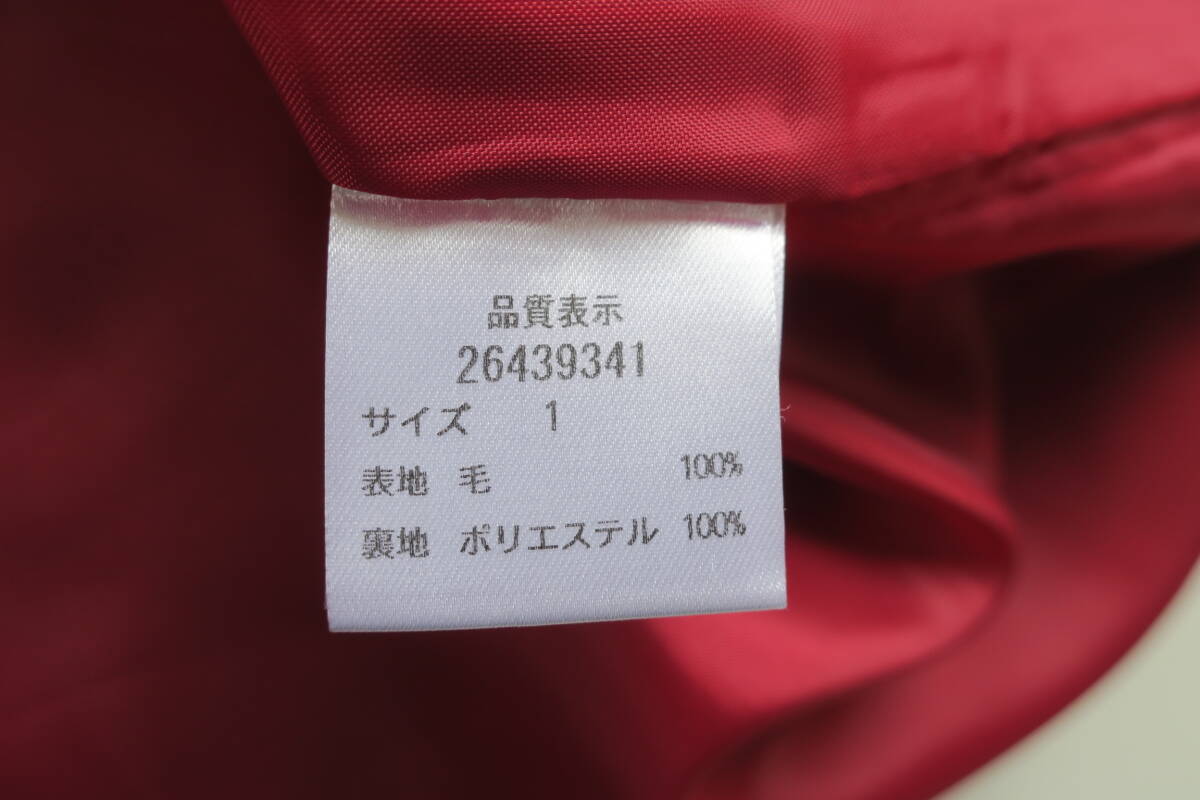 品質表示
26439341
サイズ 1
表地 毛 100%
裏地 ポリエステル 100%